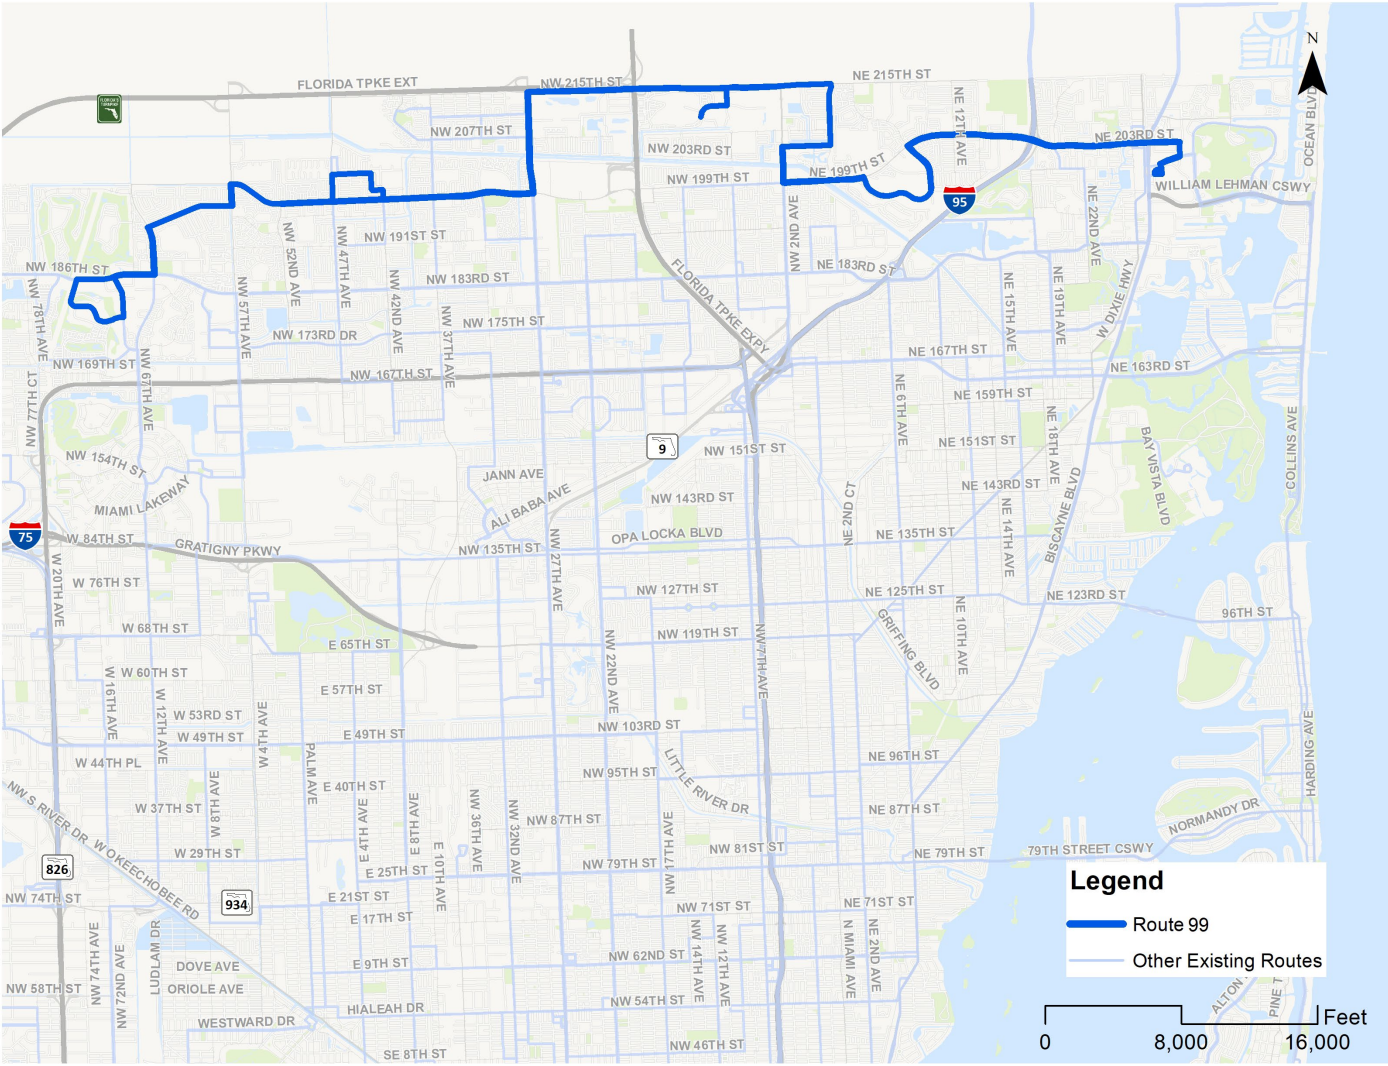 N
FLORIDA TPKE EXT
NW 215TH ST
NE 215TH ST
OCEAN BLVD
NE 12TH AVE
NW 207TH ST
NE 203RD ST
NW 203RD ST
NE 199TH ST
NW 199TH ST
WILLIAM LEHMAN CSWY
95
NE 22ND AVE
NW 2ND AVE
NW 52ND AVE
NW 47TH AVE
NW 191ST ST
NW 186TH ST
NW 183RD ST
NE 183RD ST
FLORIDA TPKE EXPY
NW 78TH AVE
NW 57TH AVE
NW 42ND AVE
NW 37TH AVE
NE 15TH AVE
NE 19TH AVE
W DIXIE HWY
NW 175TH ST
NW 173RD DR
NW 169TH ST
NW 67TH AVE
NW 167TH ST
NE 167TH ST
NE 163RD ST
NW 77TH CT
NE 6TH AVE
NE 159TH ST
NE 18TH AVE
COLLINS AVE
9
NW 151ST ST
NE 151ST ST
BAY VISTA BLVD
NW 154TH ST
JANN AVE
MIAMI LAKEWAY
ALI BABA AVE
NW 143RD ST
NE 143RD ST
NE 2ND CT
NE 14TH AVE
BISCAYNE BLVD
75
W 84TH ST
GRATIGNY PKWY
NW 135TH ST
OPA LOCKA BLVD
NE 135TH ST
W 20TH AVE
W 76TH ST
NW 27TH AVE
NW 127TH ST
NE 125TH ST
NE 123RD ST
96TH ST
W 68TH ST
E 65TH ST
NW 119TH ST
NW 22ND AVE
NW 7TH AVE
GRIFFING BLVD
NE 10TH AVE
W 60TH ST
W 16TH AVE
W 12TH AVE
E 57TH ST
W 53RD ST
W 49TH ST
W 4TH AVE
E 49TH ST
NW 103RD ST
HARDING AVE
W 44TH PL
PALM AVE
NW 95TH ST
LITTLE RIVER DR
NE 96TH ST
W 8TH AVE
E 40TH ST
NW S RIVER DR
W 37TH ST
E 4TH AVE
E 8TH AVE
NW 36TH AVE
NW 32ND AVE
NW 87TH ST
NE 87TH ST
NORMANDY DR
W OKEECHOBEE RD
W 29TH ST
E 10TH AVE
NW 17TH AVE
NW 81ST ST
NE 79TH ST
79TH STREET CSWY
826
E 25TH ST
NW 79TH ST
NW 74TH ST
934
E 21ST ST
NW 71ST ST
NE 71ST ST
E 17TH ST
NW 74TH AVE
NW 72ND AVE
LUDLAM DR
DOVE AVE
E 9TH ST
NW 62ND ST
NW 14TH AVE
NW 12TH AVE
N MIAMI AVE
NE 2ND AVE
NW 58TH ST
ORIOLE AVE
HIALEAH DR
NW 54TH ST
WESTWARD DR
SE 8TH ST
NW 46TH ST
ALTON
PINE T
Legend
Route 99
Other Existing Routes
Feet
0 8,000 16,000